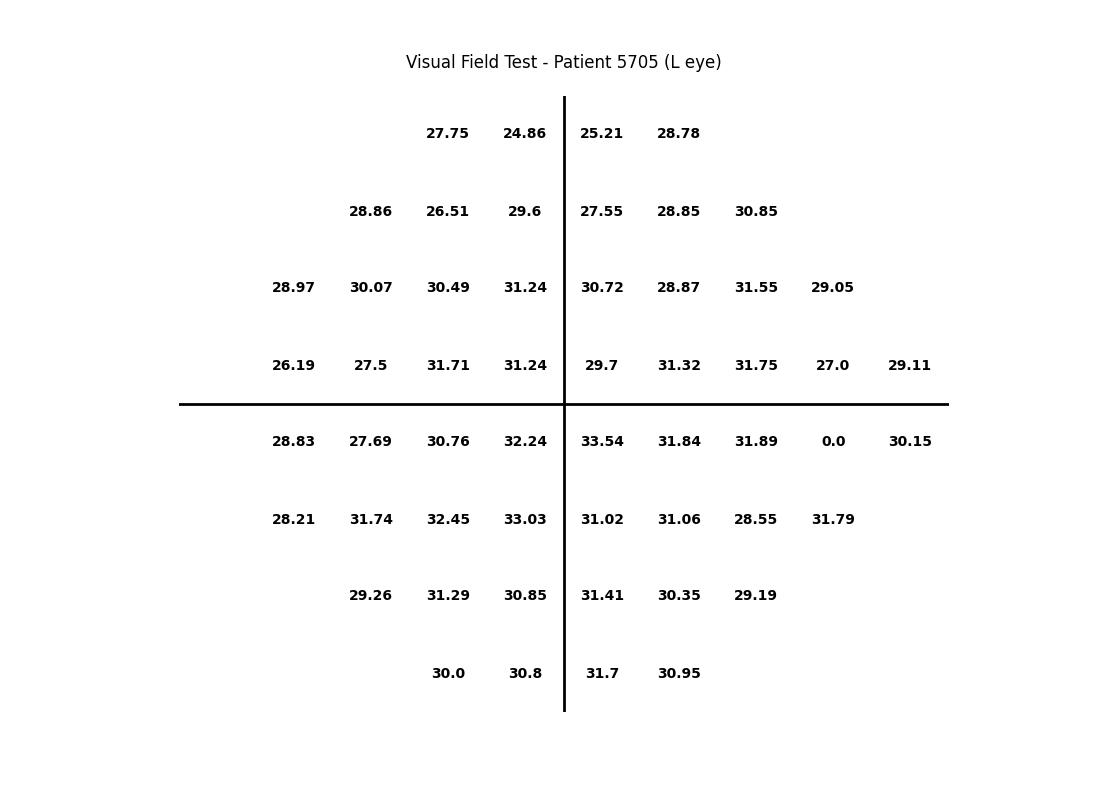 Visual Field Test - Patient 5705 (L eye)
27.75 24.86 25.21 28.78
28.86 26.51 29.6 27.55 28.85 30.85
28.97 30.07 30.49 31.24 30.72 28.87 31.55 29.05
26.19 27.5 31.71 31.24 29.7 31.32 31.75 27.0 29.11
28.83 27.69 30.76 32.24 33.54 31.84 31.89 0.0 30.15
28.21 31.74 32.45 33.03 31.02 31.06 28.55 31.79
29.26 31.29 30.85 31.41 30.35 29.19
30.0 30.8 31.7 30.95